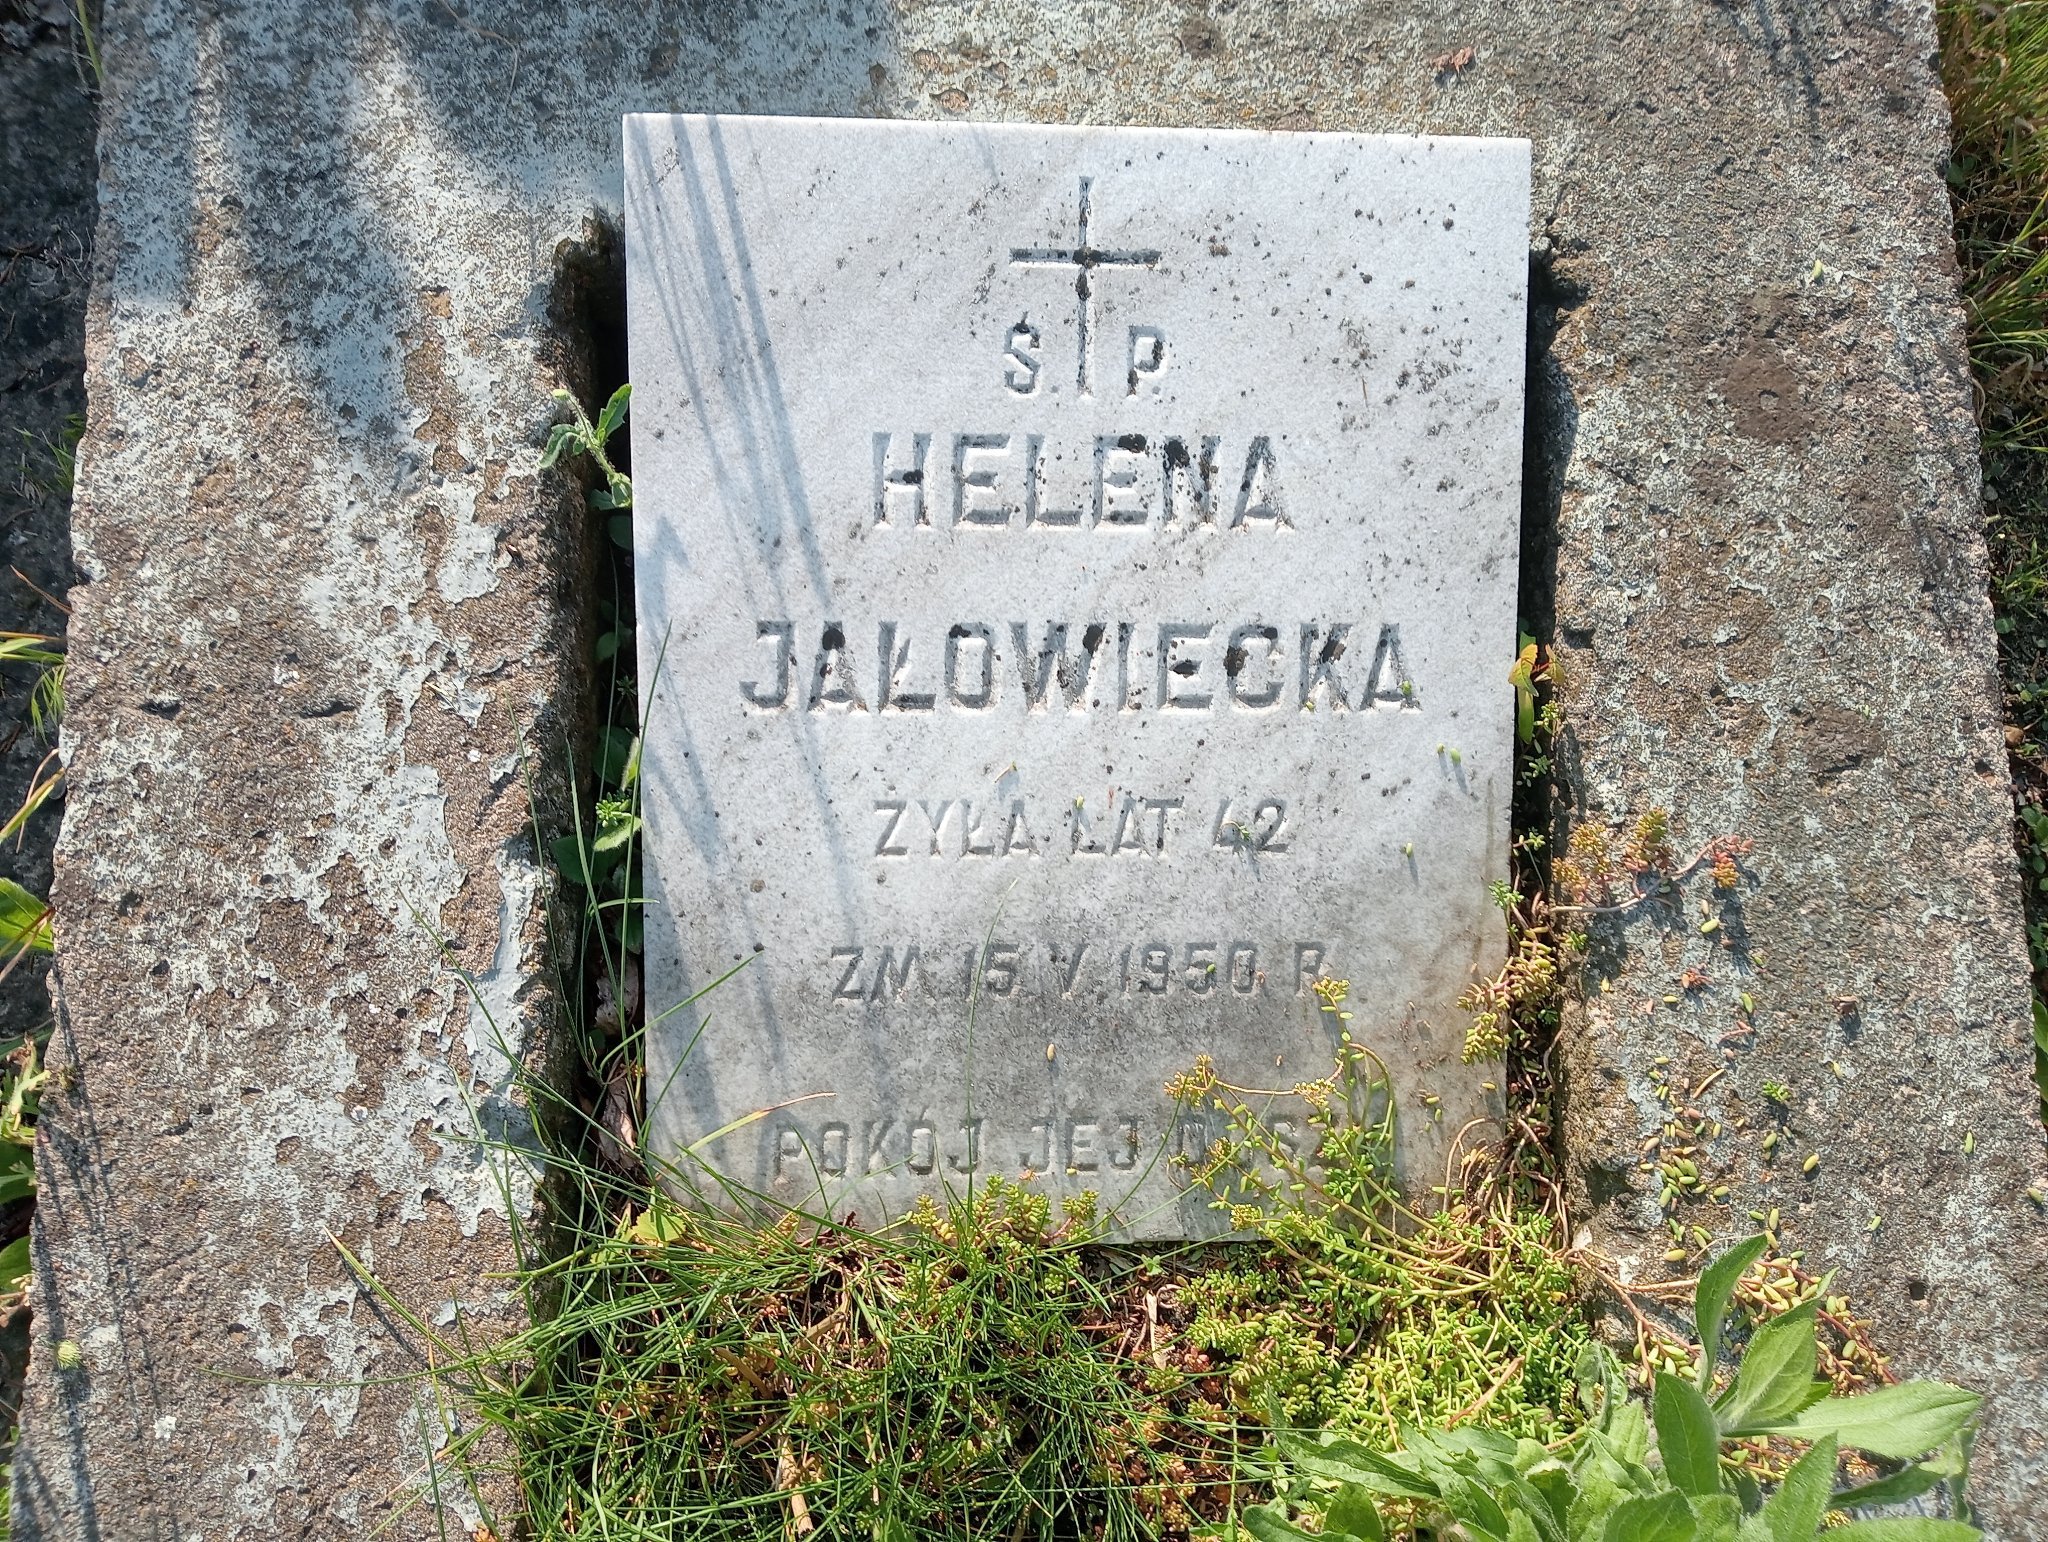 Ś. P.
HELENA
JAŁOWIECKA
ŻYŁA LAT 42
ZM. 15 V 1950 R.
POKÓJ JEJ